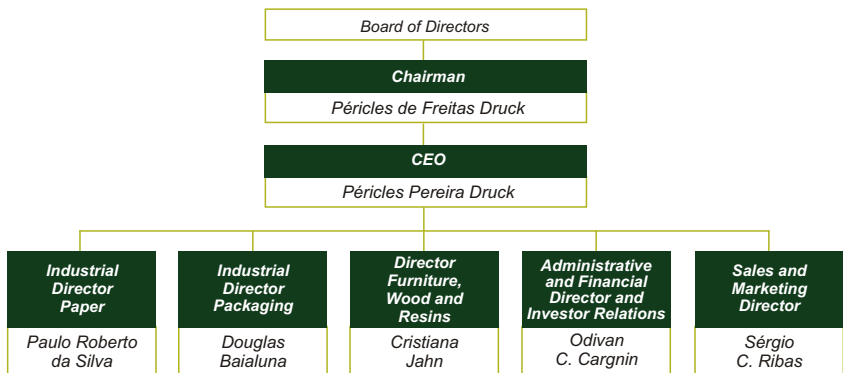 Board of Directors
Chairman
Péricles de Freitas Druck
CEO
Péricles Pereira Druck
Industrial
Director
Paper
Paulo Roberto
da Silva
Industrial
Director
Packaging
Douglas
Baialuna
Director
Furniture,
Wood and
Resins
Cristiana
Jahn
Administrative
and Financial
Director and
Investor Relations
Odivan
C. Cargnin
Sales and
Marketing
Director
Sérgio
C. Ribas